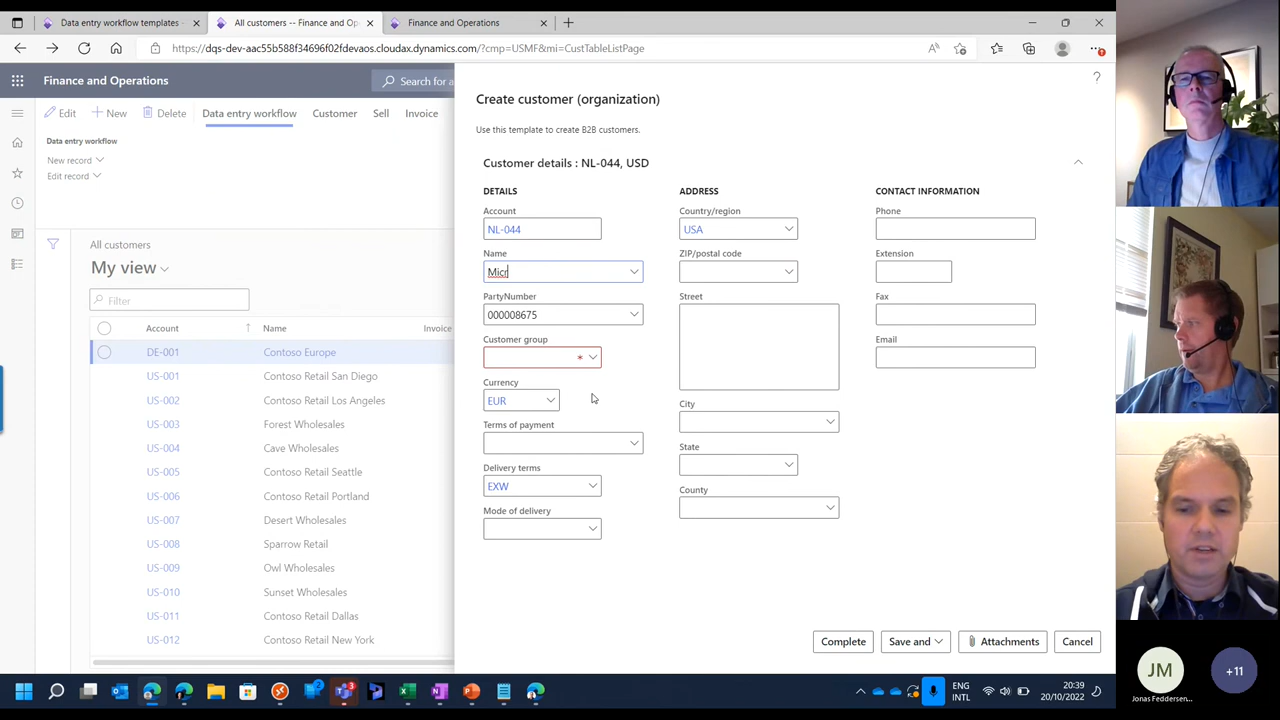 Data entry workflow templates -
All customers -- Finance and Oper
Finance and Operations
https://dqs-dev-aac55b588f34696f02fdevaos.cloudax.dynamics.com/?cmp=USMF&mi=CustTableListPage
Finance and Operations
Search for a
Edit
New
Delete
Data entry workflow
Customer
Sell
Invoice
Data entry workflow
New record
Edit record
All customers
My view
Filter
Account
Name
Invoice
DE-001
Contoso Europe
US-001
Contoso Retail San Diego
US-002
Contoso Retail Los Angeles
US-003
Forest Wholesales
US-004
Cave Wholesales
US-005
Contoso Retail Seattle
US-006
Contoso Retail Portland
US-007
Desert Wholesales
US-008
Sparrow Retail
US-009
Owl Wholesales
US-010
Sunset Wholesales
US-011
Contoso Retail Dallas
US-012
Contoso Retail New York
?
Create customer (organization)
Use this template to create B2B customers.
Customer details : NL-044, USD
DETAILS
Account
NL-044
Name
Micr
PartyNumber
000008675
Customer group
*
Currency
EUR
Terms of payment
Delivery terms
EXW
Mode of delivery
ADDRESS
Country/region
USA
ZIP/postal code
Street
City
State
County
CONTACT INFORMATION
Phone
Extension
Fax
Email
Complete
Save and
Attachments
Cancel
ENG
INTL
20:39
20/10/2022
JM
Jonas Feddersen...
+11